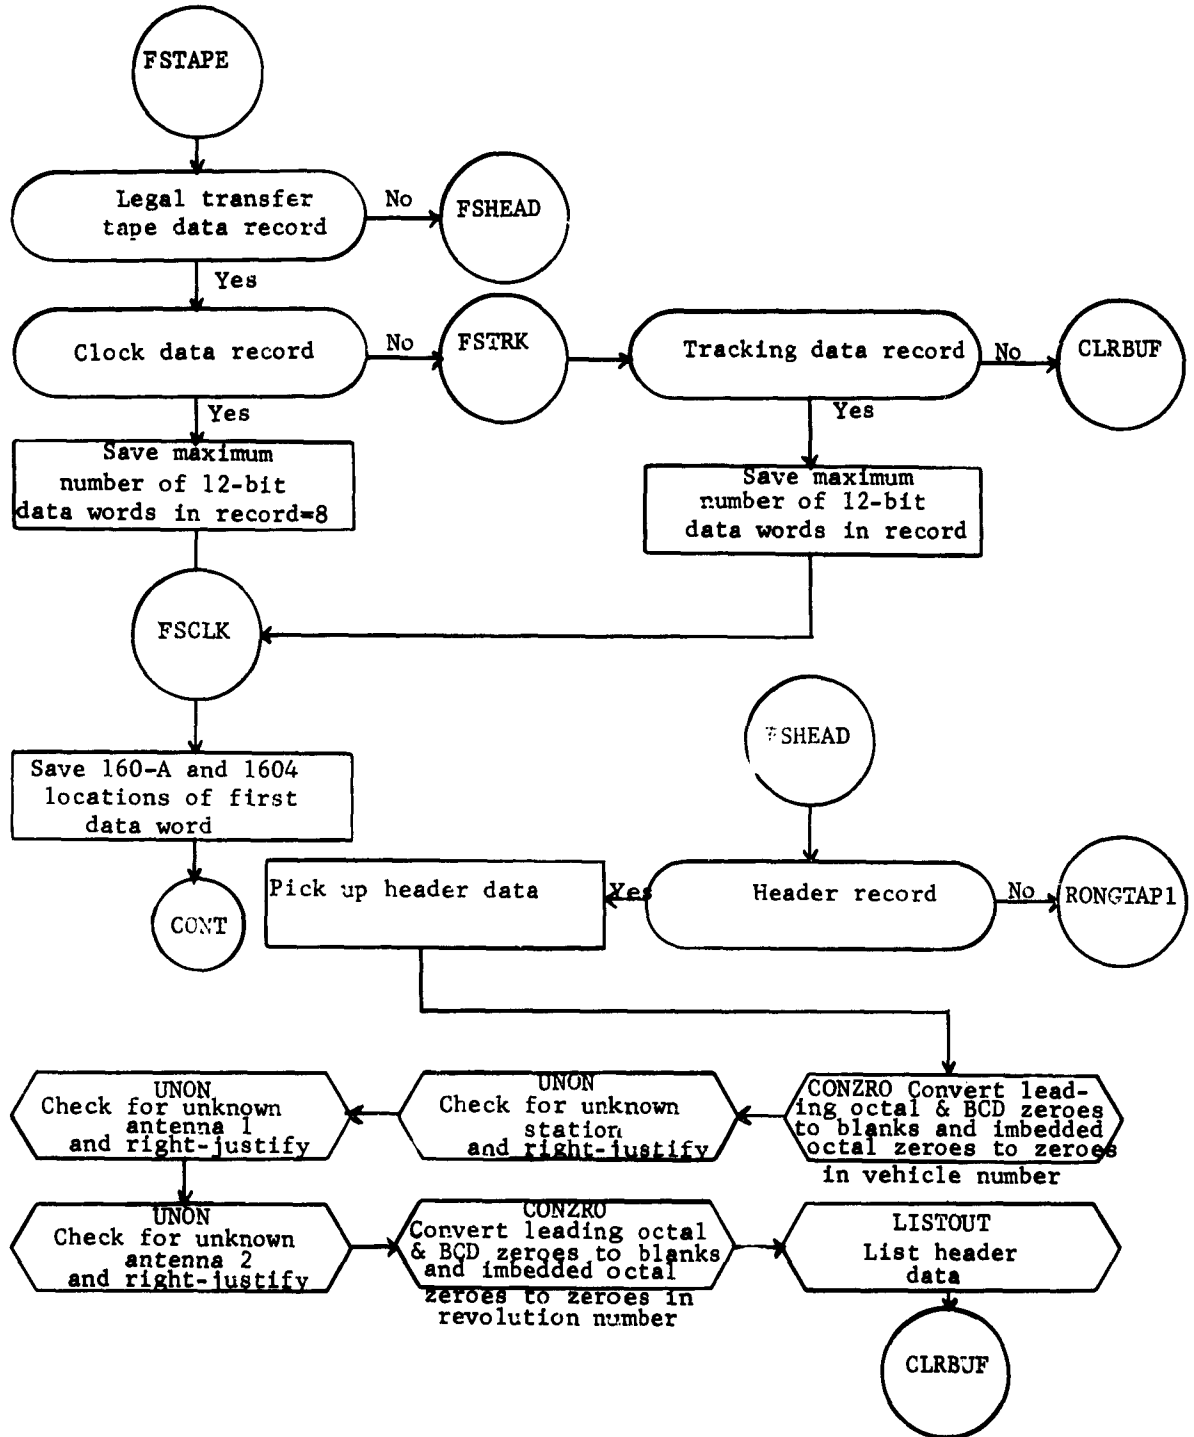 FSTAPE
Legal transfer
tape data record
No
FSHEAD
Yes
Clock data record
No
FSTRK
Tracking data record
No
CLRBUF
Yes
Save maximum
number of 12-bit
data words in record=8
Yes
Save maximum
number of 12-bit
data words in record
FSCLK
FSHEAD
Save 160-A and 1604
locations of first
data word
CONT
Pick up header data
Yes
Header record
No
RONGTAP1
UNON
Check for unknown
antenna 1
and right-justify
UNON
Check for unknown
station
and right-justify
CONZRO Convert lead-
ing octal & BCD zeroes
to blanks and imbedded
octal zeroes to zeroes
in vehicle number
UNON
Check for unknown
antenna 2
and right-justify
CONZRO
Convert leading octal
& BCD zeroes to blanks
and imbedded octal
zeroes to zeroes in
revolution number
LISTOUT
List header
data
CLRBUF